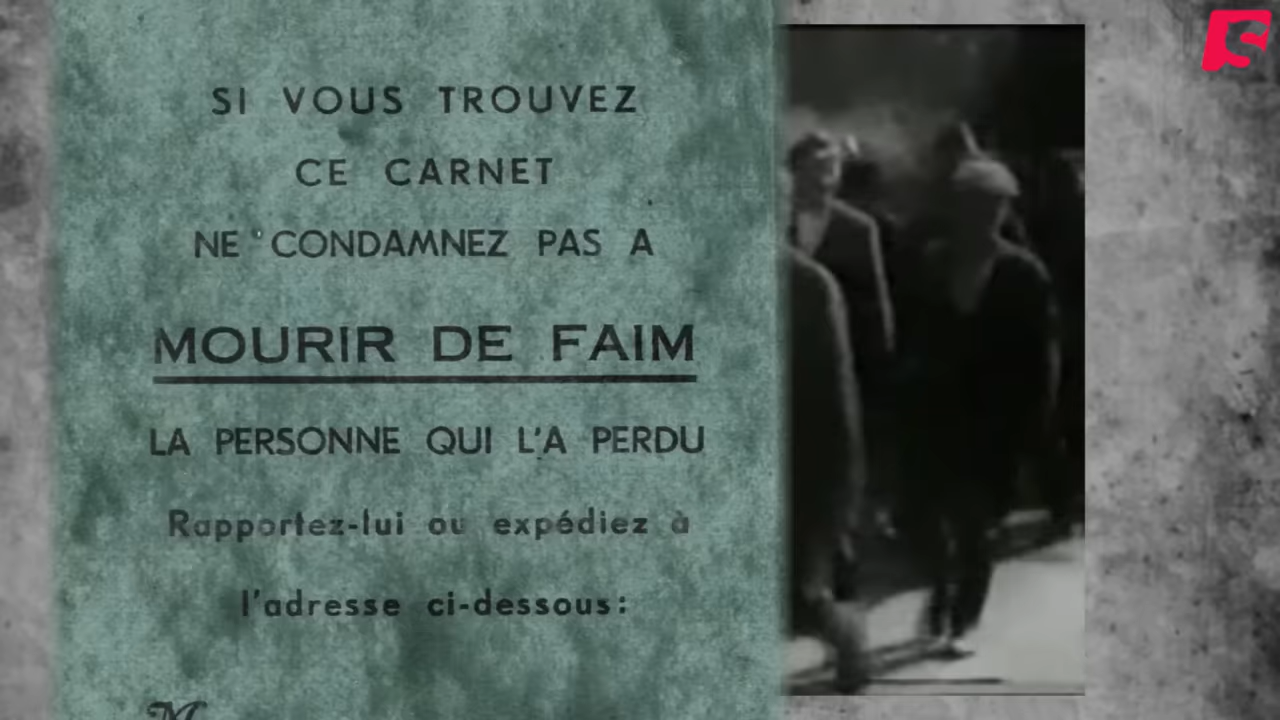 SI VOUS TROUVEZ
CE CARNET
NE CONDAMNEZ PAS A
MOURIR DE FAIM
LA PERSONNE QUI L'A PERDU
Rapportez-lui ou expédiez à
l'adresse ci-dessous:
M